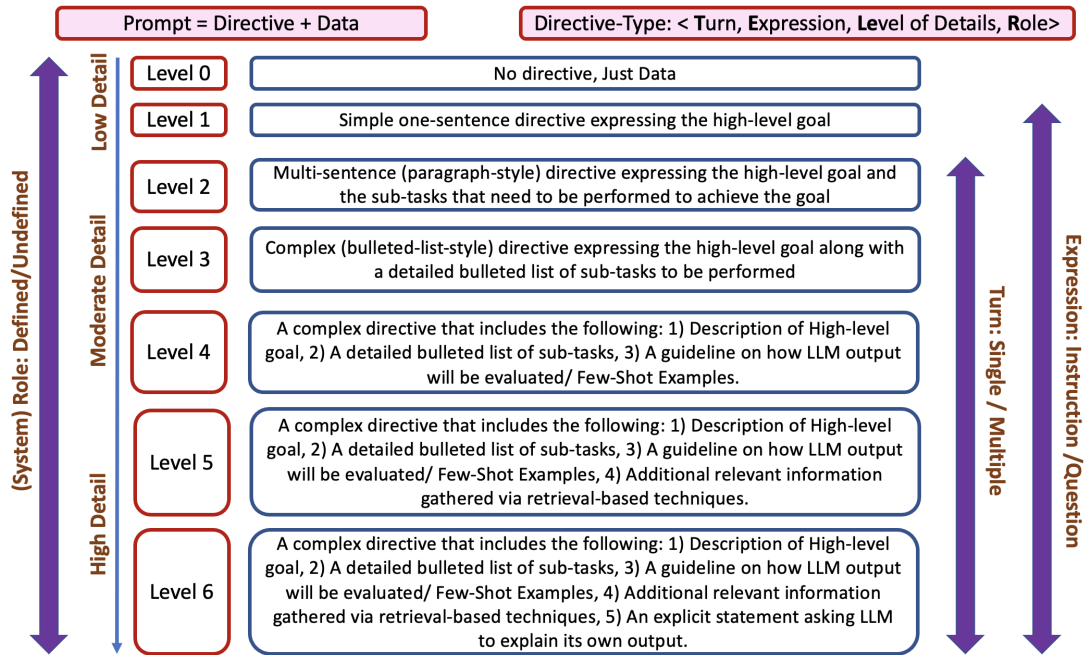 Prompt = Directive + Data
Directive-Type: < Turn, Expression, Level of Details, Role>
(System) Role: Defined/Undefined
Low Detail
Moderate Detail
High Detail
Level 0
No directive, Just Data
Level 1
Simple one-sentence directive expressing the high-level goal
Level 2
Multi-sentence (paragraph-style) directive expressing the high-level goal and
the sub-tasks that need to be performed to achieve the goal
Level 3
Complex (bulleted-list-style) directive expressing the high-level goal along with
a detailed bulleted list of sub-tasks to be performed
Level 4
A complex directive that includes the following: 1) Description of High-level
goal, 2) A detailed bulleted list of sub-tasks, 3) A guideline on how LLM output
will be evaluated/ Few-Shot Examples.
Level 5
A complex directive that includes the following: 1) Description of High-level
goal, 2) A detailed bulleted list of sub-tasks, 3) A guideline on how LLM output
will be evaluated/ Few-Shot Examples, 4) Additional relevant information
gathered via retrieval-based techniques.
Level 6
A complex directive that includes the following: 1) Description of High-level
goal, 2) A detailed bulleted list of sub-tasks, 3) A guideline on how LLM output
will be evaluated/ Few-Shot Examples, 4) Additional relevant information
gathered via retrieval-based techniques, 5) An explicit statement asking LLM
to explain its own output.
Turn: Single / Multiple
Expression: Instruction /Question